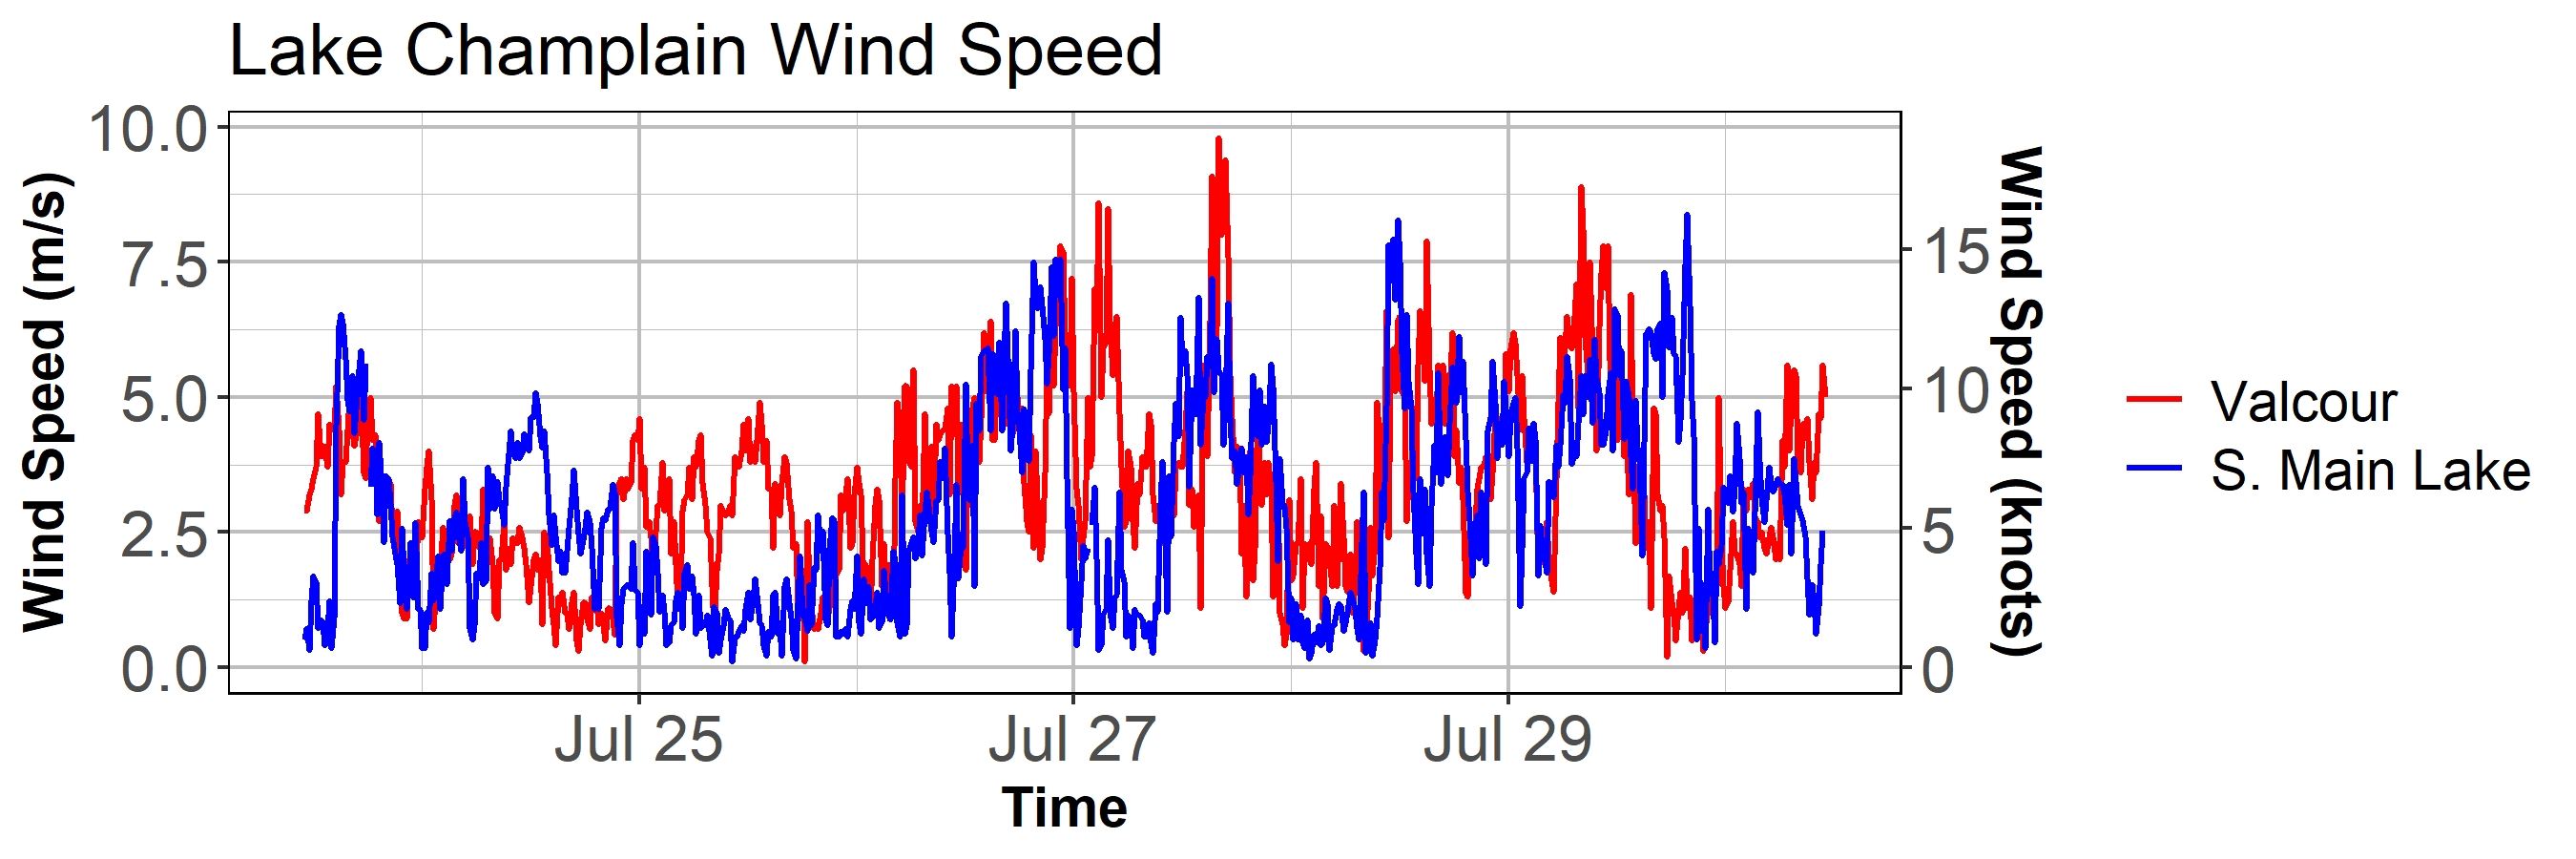 Lake Champlain Wind Speed
Wind Speed (m/s)
10.0
7.5
5.0
2.5
0.0
15
10
5
0
Wind Speed (knots)
Jul 25
Jul 27
Jul 29
Time
Valcour
S. Main Lake